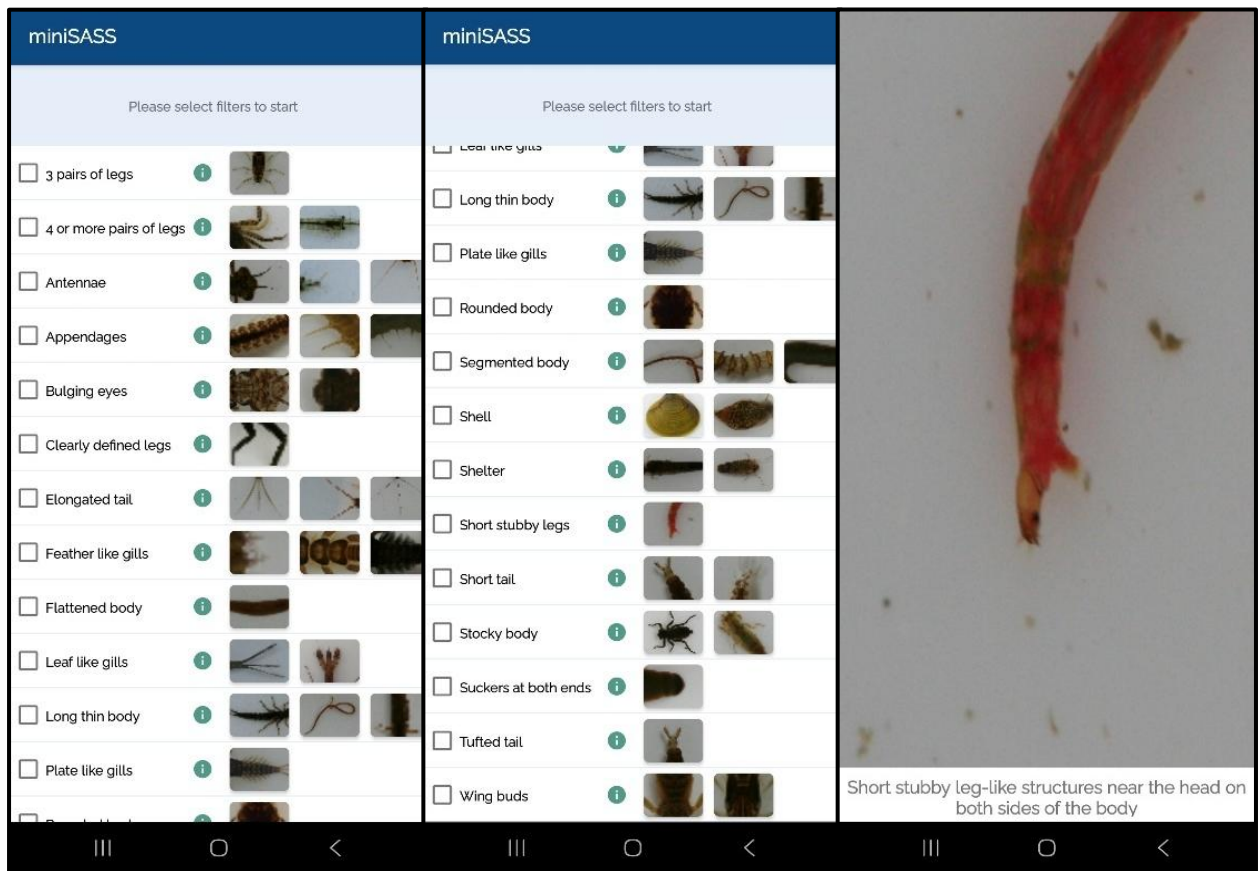 miniSASS
Please select filters to start
3 pairs of legs
4 or more pairs of legs
Antennae
Appendages
Bulging eyes
Clearly defined legs
Elongated tail
Feather like gills
Flattened body
Leaf like gills
Long thin body
Plate like gills
miniSASS
Please select filters to start
Leaf like gills
Long thin body
Plate like gills
Rounded body
Segmented body
Shell
Shelter
Short stubby legs
Short tail
Stocky body
Suckers at both ends
Tufted tail
Wing buds
Short stubby leg-like structures near the head on
both sides of the body